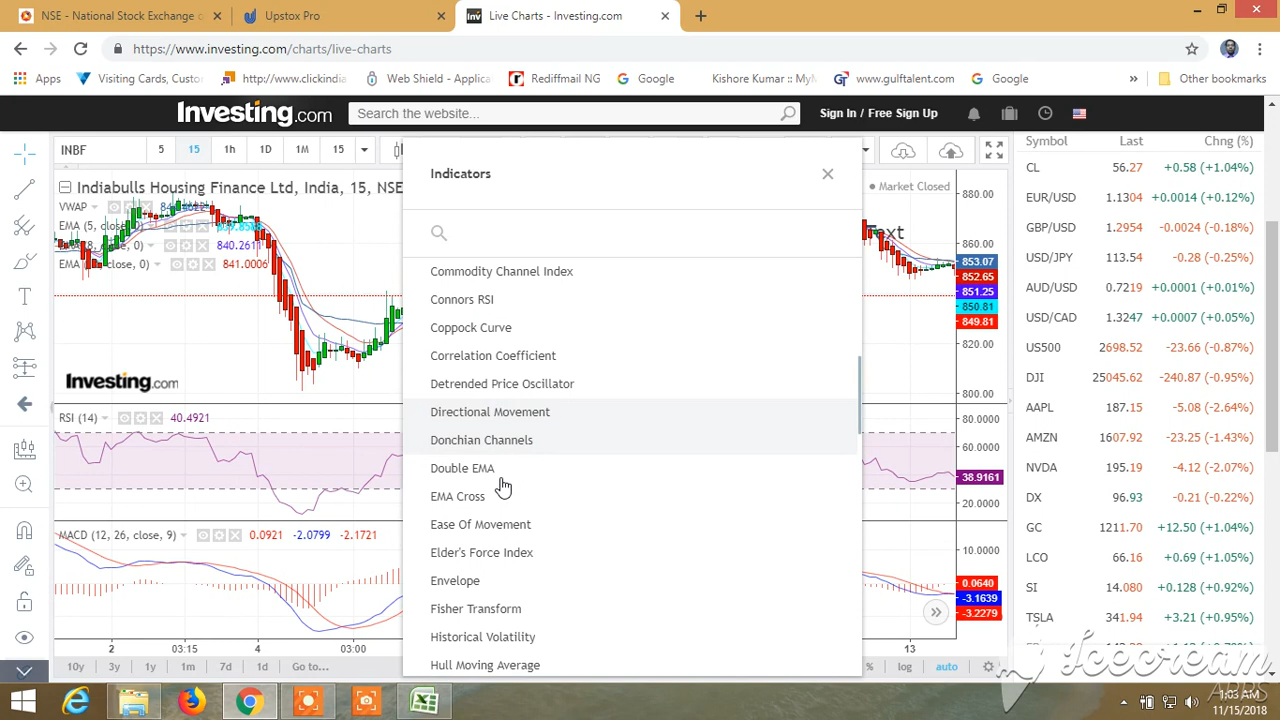 NSE - National Stock Exchange o
Upstox Pro
Live Charts - Investing.com
https://www.investing.com/charts/live-charts
Apps
Visiting Cards, Custo
http://www.clickindia
Web Shield - Applicat
Rediffmail NG
Google
Kishore Kumar :: MyM
www.gulftalent.com
Google
»
Other bookmarks
Investing.com
Search the website...
Sign In / Free Sign Up
INBF
5
15
1h
1D
1M
15
Indicators
Market Closed
Indiabulls Housing Finance Ltd, India, 15, NSE
VWAP
EMA (5, close, 0)
840.2611
EMA
close, 0)
841.0006
Text
880.00
860.00
853.07
852.65
851.25
850.81
849.81
820.00
800.00
Investing.com
RSI (14)
40.4921
80.0000
60.0000
38.9161
20.0000
MACD (12, 26, close, 9)
0.0921
-2.0799
-2.1721
10.0000
0.0640
-3.1639
-3.2279
Commodity Channel Index
Connors RSI
Coppock Curve
Correlation Coefficient
Detrended Price Oscillator
Directional Movement
Donchian Channels
Double EMA
EMA Cross
Ease Of Movement
Elder's Force Index
Envelope
Fisher Transform
Historical Volatility
Hull Moving Average
2
03:15
4
03:00
13
10y
3y
1y
1m
7d
1d
Go to...
%
log
auto
Symbol Last Chng (%)
CL 56.27 +0.58 (+1.04%)
EUR/USD 1.1304 +0.0014 (+0.12%)
GBP/USD 1.2954 -0.0024 (-0.18%)
USD/JPY 113.54 -0.28 (-0.25%)
AUD/USD 0.7219 +0.0001 (+0.01%)
USD/CAD 1.3247 +0.0007 (+0.05%)
US500 2698.52 -23.66 (-0.87%)
DJI 25045.62 -240.87 (-0.95%)
AAPL 187.15 -5.08 (-2.64%)
AMZN 1607.92 -23.25 (-1.43%)
NVDA 195.19 -4.12 (-2.07%)
DX 96.93 -0.21 (-0.22%)
GC 1211.70 +12.50 (+1.04%)
LCO 66.16 +0.69 (+1.05%)
SI 14.080 +0.128 (+0.92%)
TSLA 341.94 +3.21 (+0.95%)
Icecream
APPS
1:03 AM
11/15/2018